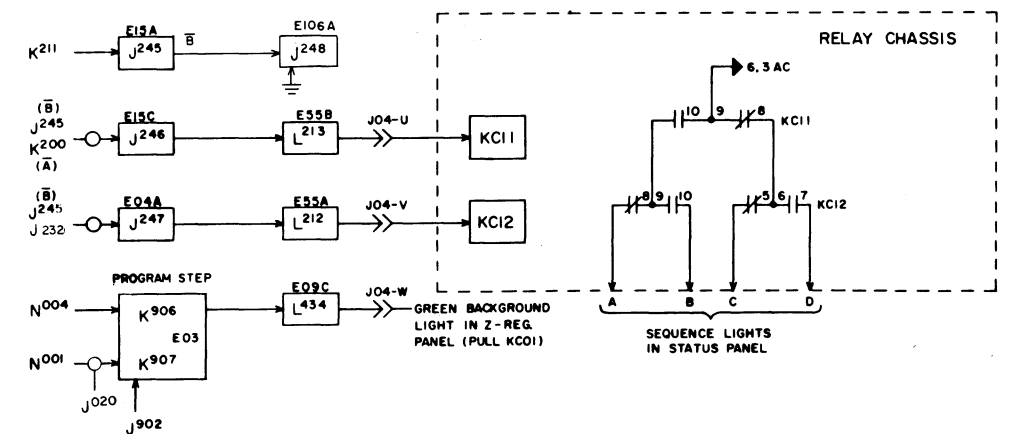 RELAY CHASSIS
6.3 AC
E15A
K211
J245
B̅
E106A
J248
(B̅)
J245
K200
(A̅)
E15C
J246
E55B
L213
J04-U
KC11
10 9 8
KC11
(B̅)
J245
J232
E04A
J247
E55A
L212
J04-V
KC12
8 9 10
5 6 7
KC12
PROGRAM STEP
N004
K906
E03
K907
N001
J020
J902
E09C
L434
J04-W
GREEN BACKGROUND
LIGHT IN Z-REG.
PANEL (PULL KC01)
A B C D
SEQUENCE LIGHTS
IN STATUS PANEL